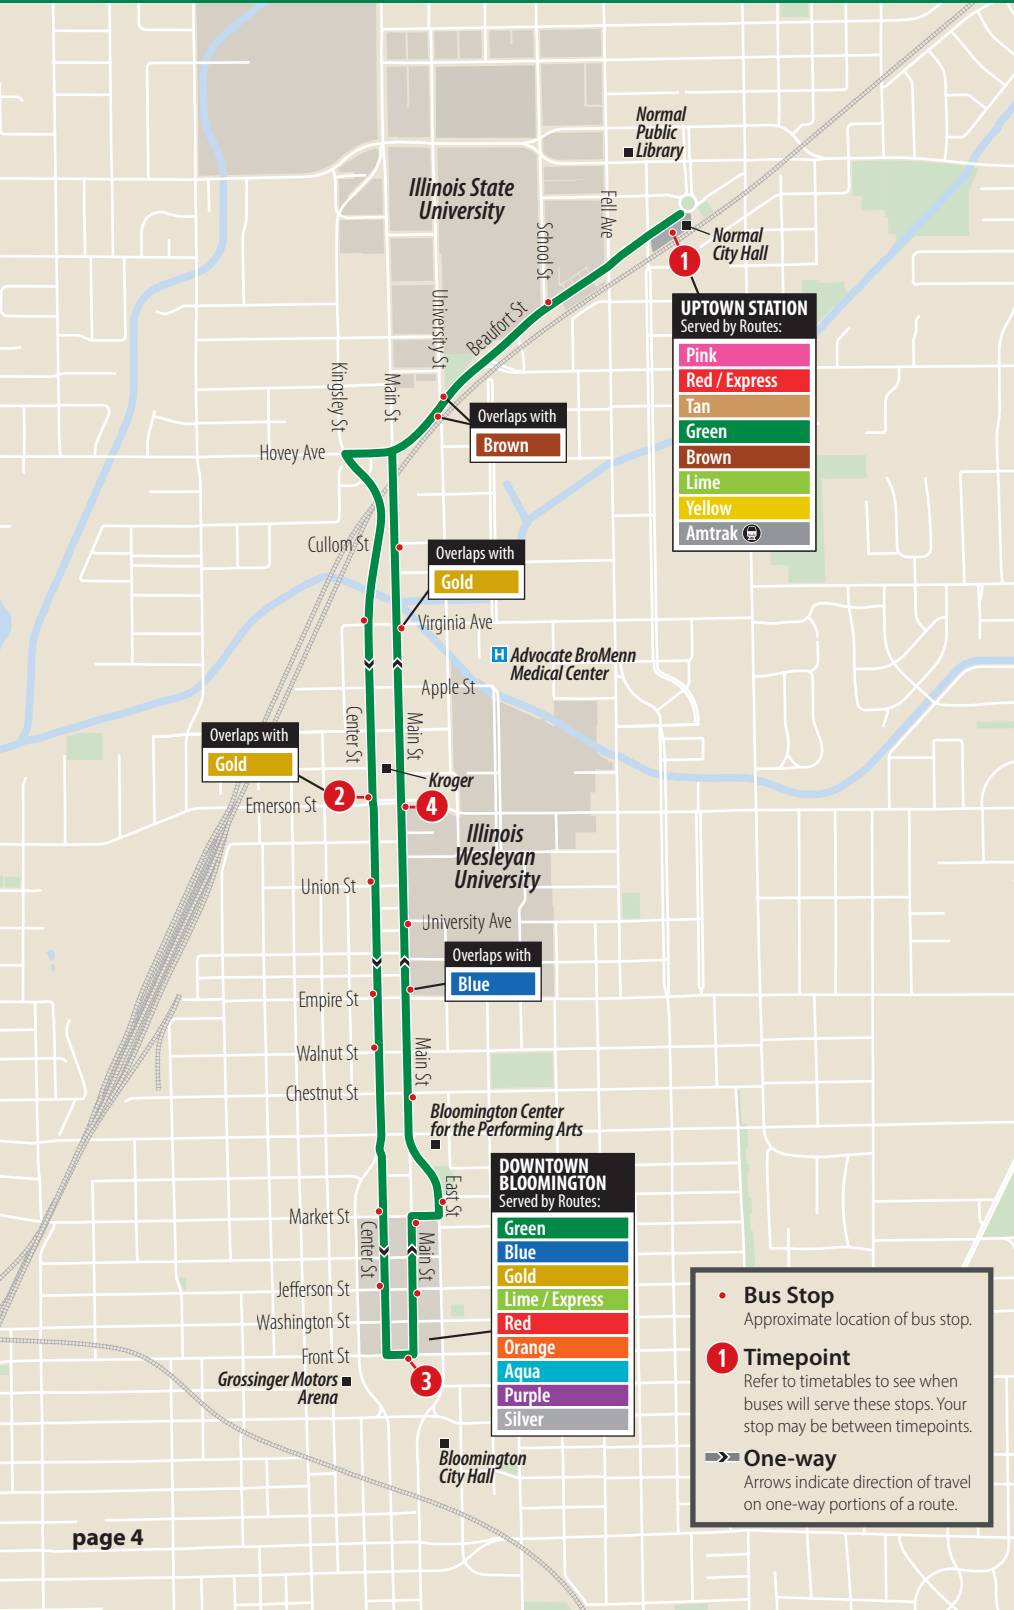 Normal
Public
Library
Illinois State
University
Fell Ave
School St
Normal
City Hall
1
UPTOWN STATION
Served by Routes:
Pink
Red / Express
Tan
Green
Brown
Lime
Yellow
Amtrak
University St
Beaufort St
Kingsley St
Main St
Overlaps with
Brown
Hovey Ave
Cullom St
Overlaps with
Gold
Virginia Ave
H Advocate BroMenn
Medical Center
Apple St
Center St
Main St
Overlaps with
Gold
Kroger
Emerson St
2
4
Illinois
Wesleyan
University
Union St
University Ave
Overlaps with
Blue
Empire St
Walnut St
Main St
Chestnut St
Bloomington Center
for the Performing Arts
DOWNTOWN
BLOOMINGTON
Served by Routes:
Green
Blue
Gold
Lime / Express
Red
Orange
Aqua
Purple
Silver
East St
Market St
Center St
Main St
Jefferson St
Washington St
Front St
Grossinger Motors
Arena
3
Bloomington
City Hall
Bus Stop
Approximate location of bus stop.
1 Timepoint
Refer to timetables to see when
buses will serve these stops. Your
stop may be between timepoints.
One-way
Arrows indicate direction of travel
on one-way portions of a route.
page 4